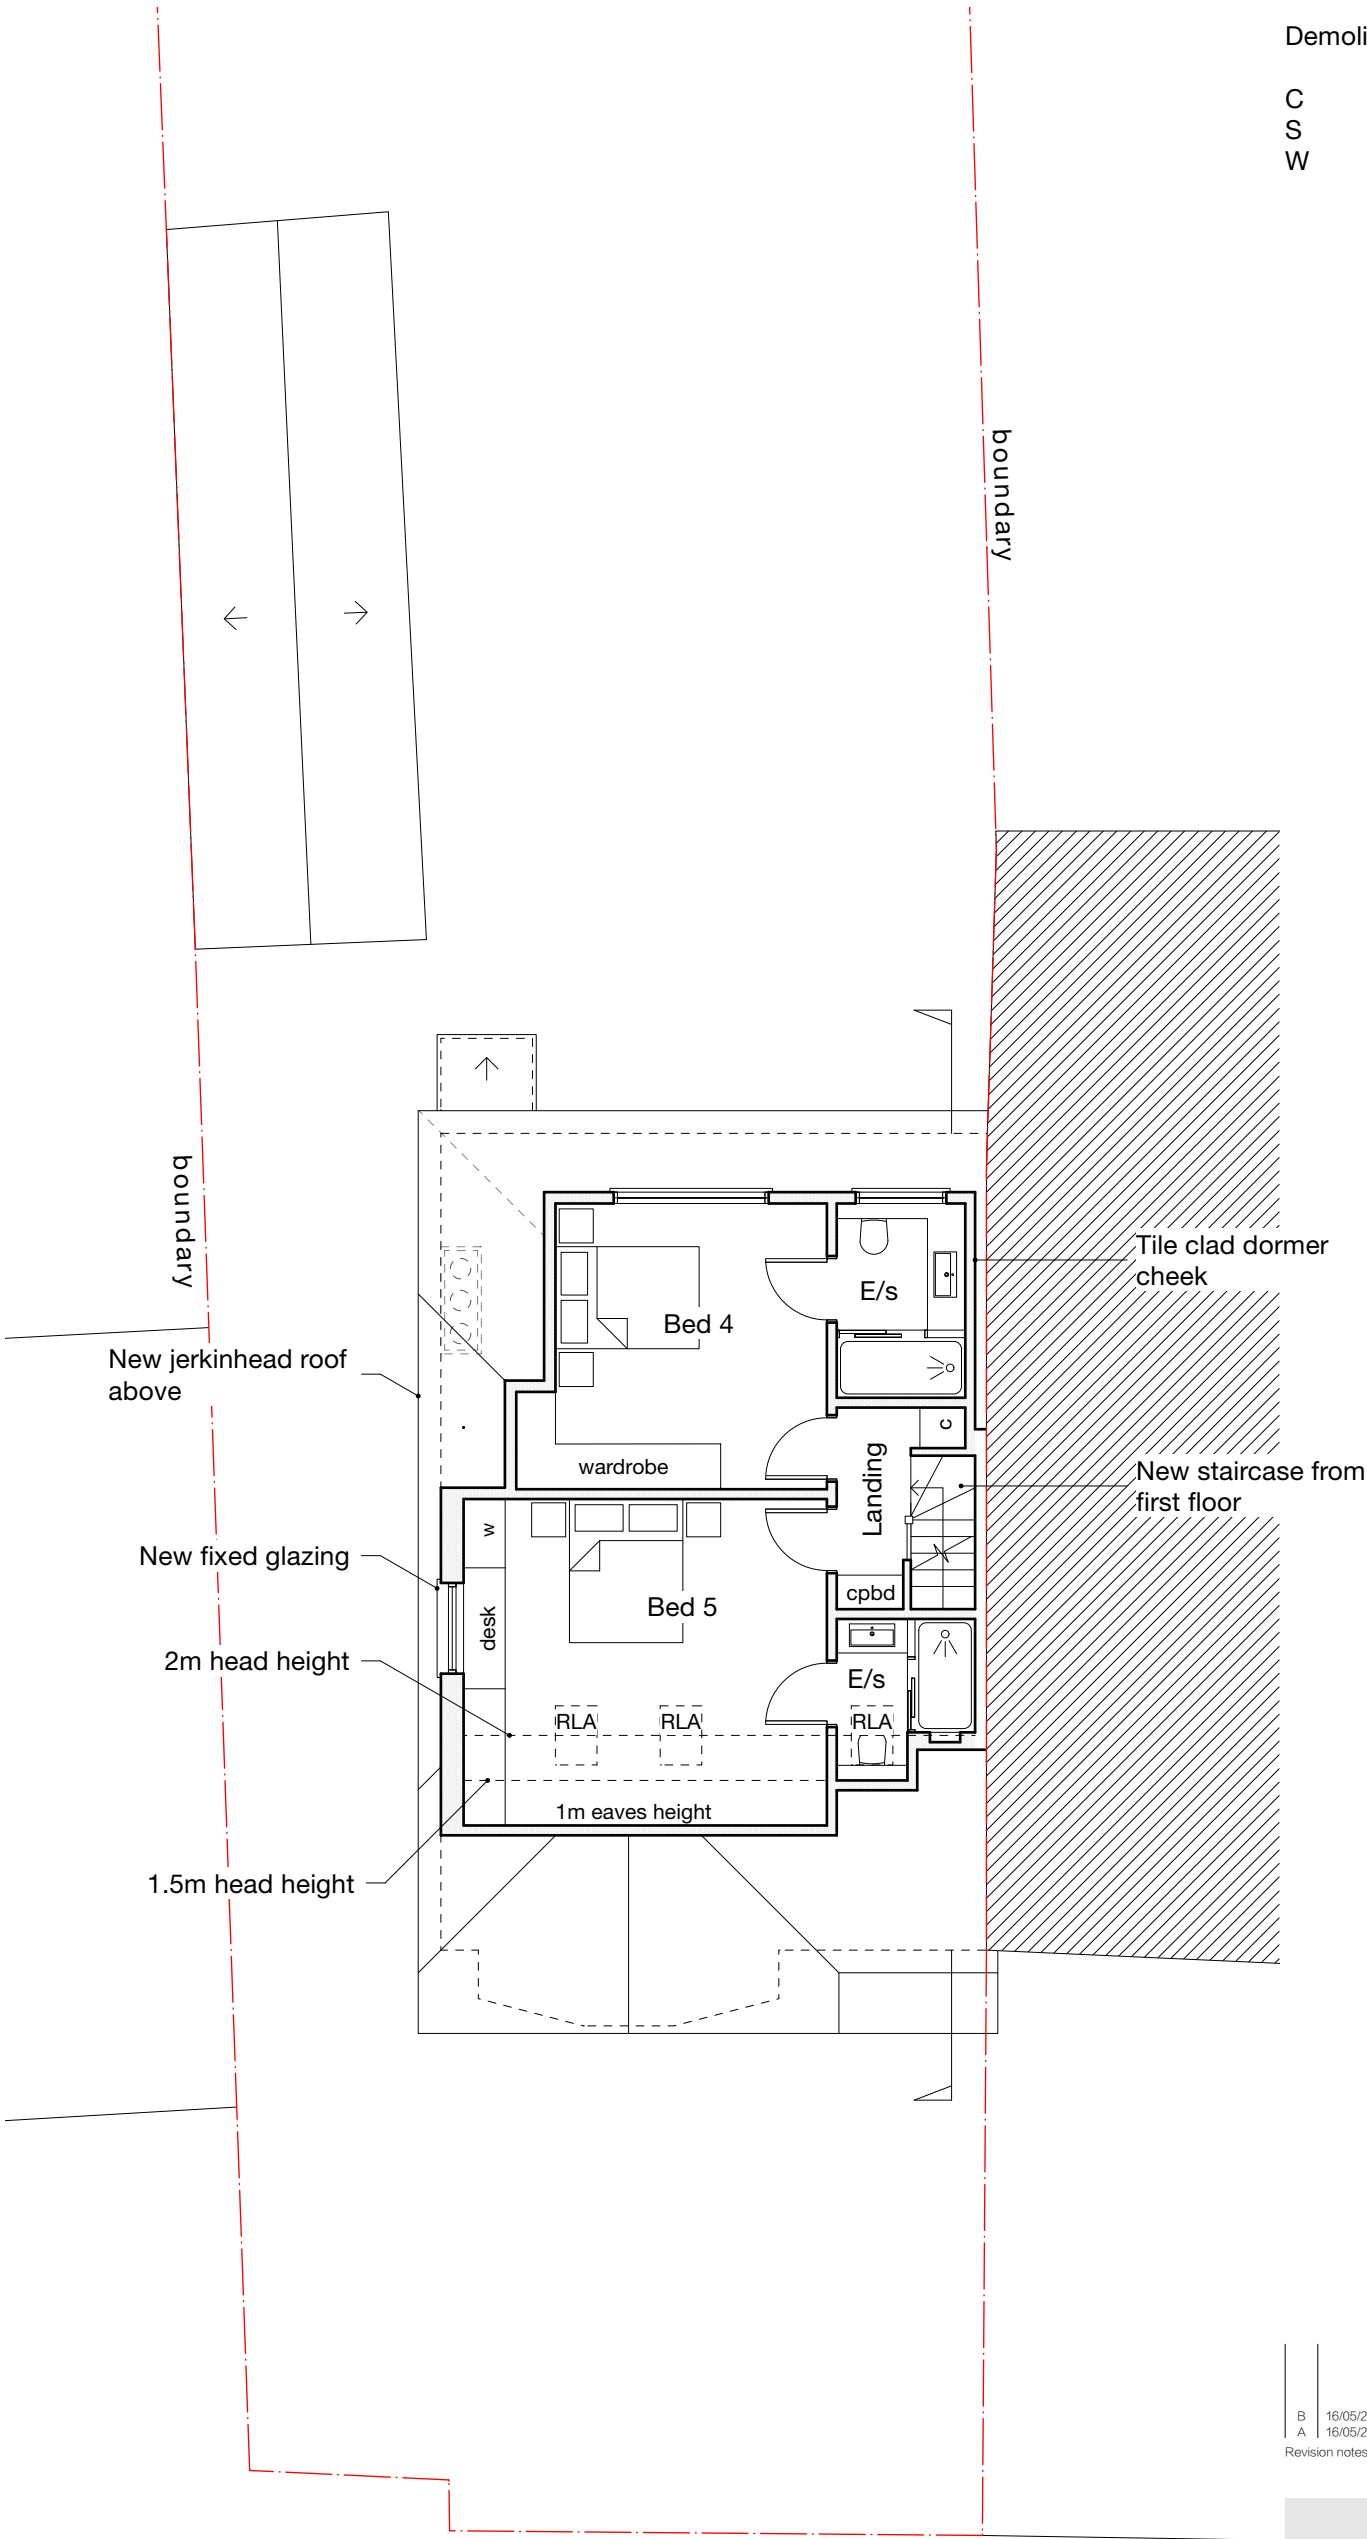 Demoli
C
S
W
boundary
boundary
Tile clad dormer
cheek
E/s
Bed 4
New jerkinhead roof
above
c
wardrobe
Landing
New staircase from
first floor
w
New fixed glazing
cpbd
Bed 5
desk
2m head height
E/s
RLA
RLA
RLA
1m eaves height
1.5m head height
B 16/05/2
A 16/05/2
Revision notes